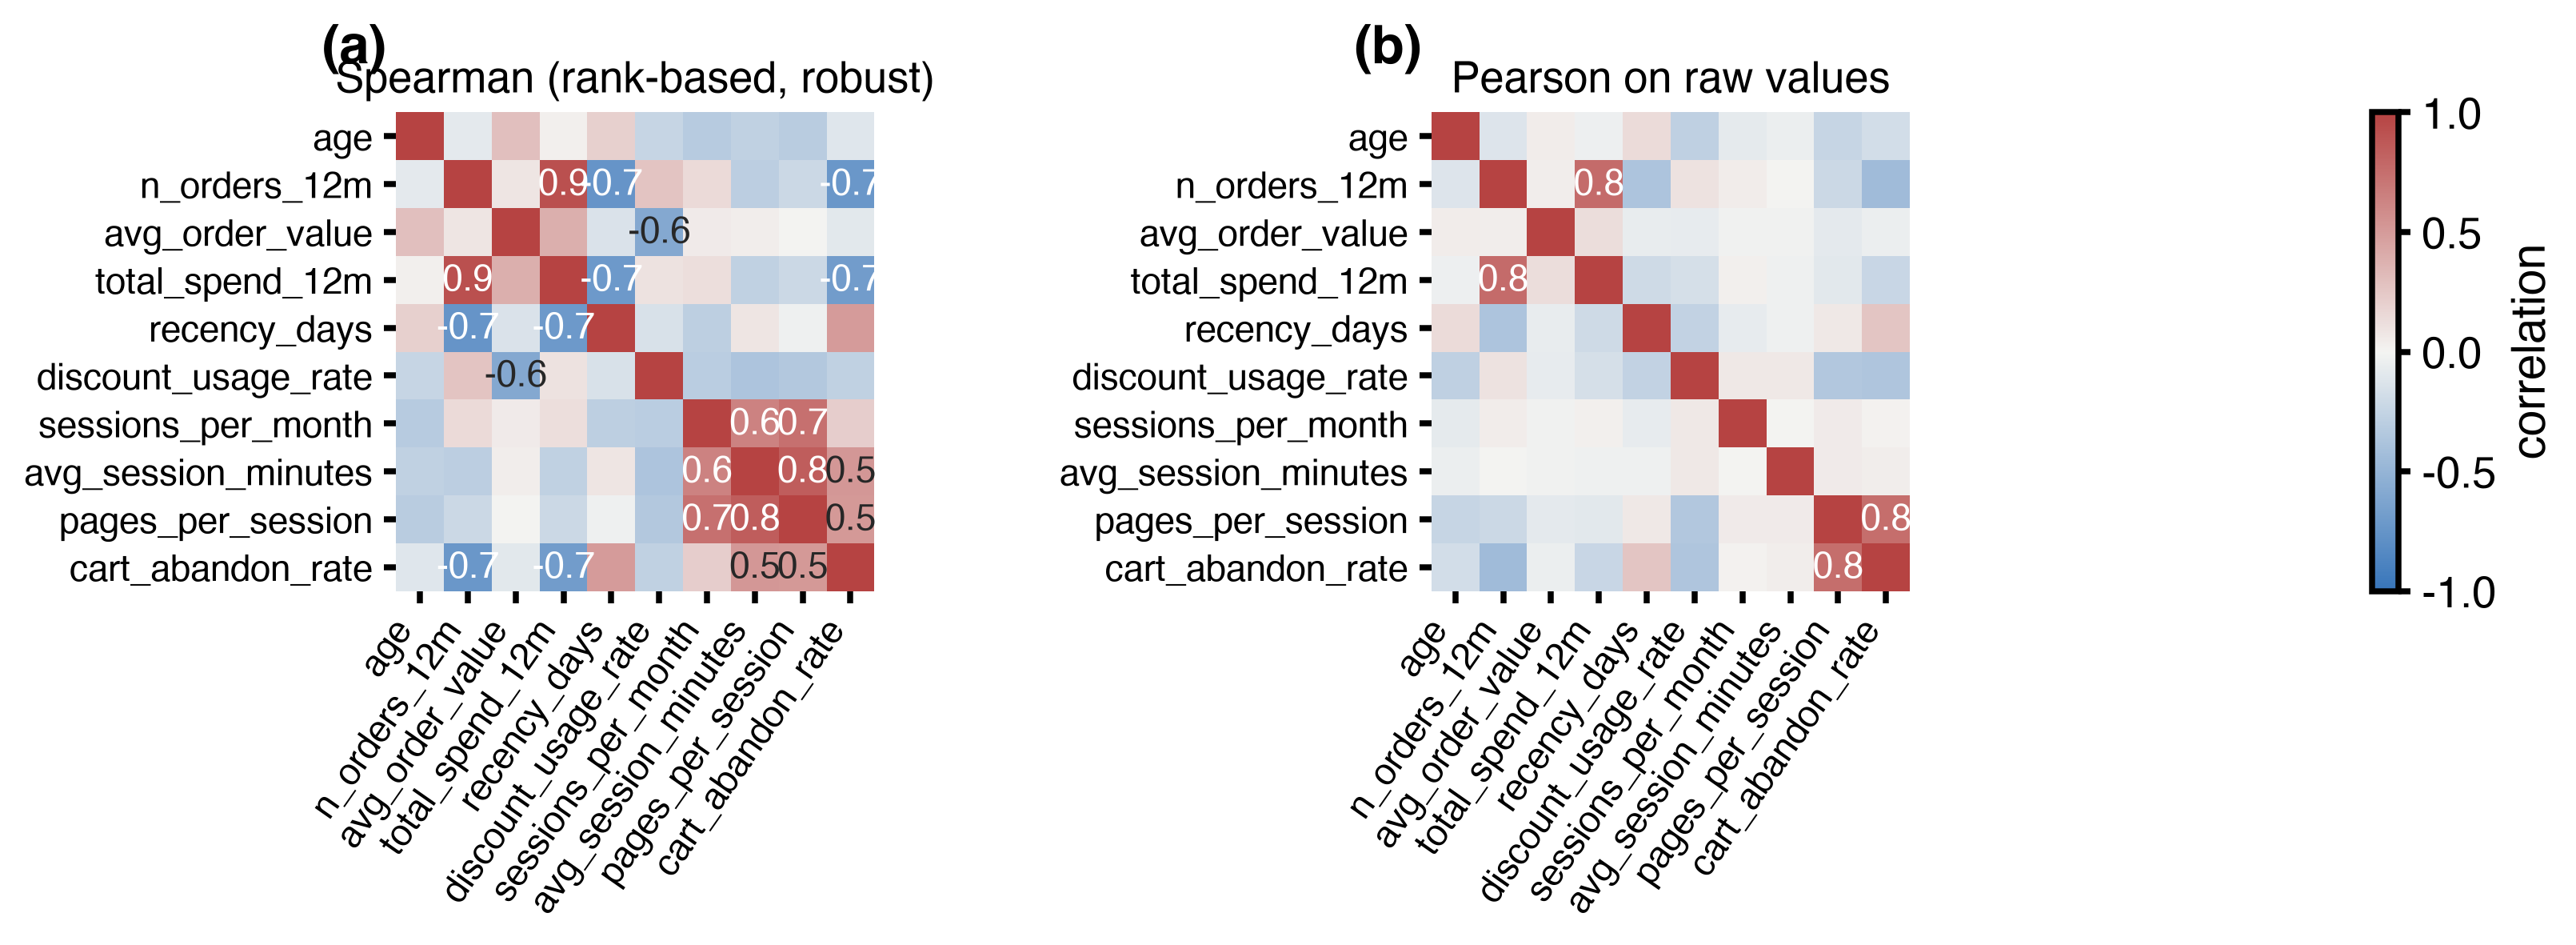 (a)
Spearman (rank-based, robust)
age
n_orders_12m 0.9 -0.7 -0.7
avg_order_value -0.6
total_spend_12m 0.9 -0.7 -0.7
recency_days -0.7 -0.7
discount_usage_rate -0.6
sessions_per_month 0.6 0.7
avg_session_minutes 0.6 0.8 0.5
pages_per_session 0.7 0.8 0.5
cart_abandon_rate -0.7 -0.7 0.5 0.5
age
n_orders_12m
avg_order_value
total_spend_12m
recency_days
discount_usage_rate
sessions_per_month
avg_session_minutes
pages_per_session
cart_abandon_rate
(b)
Pearson on raw values
age
n_orders_12m 0.8
avg_order_value
total_spend_12m 0.8
recency_days
discount_usage_rate
sessions_per_month
avg_session_minutes
pages_per_session 0.8
cart_abandon_rate 0.8
age
n_orders_12m
avg_order_value
total_spend_12m
recency_days
discount_usage_rate
sessions_per_month
avg_session_minutes
pages_per_session
cart_abandon_rate
1.0
0.5
0.0
-0.5
-1.0
correlation